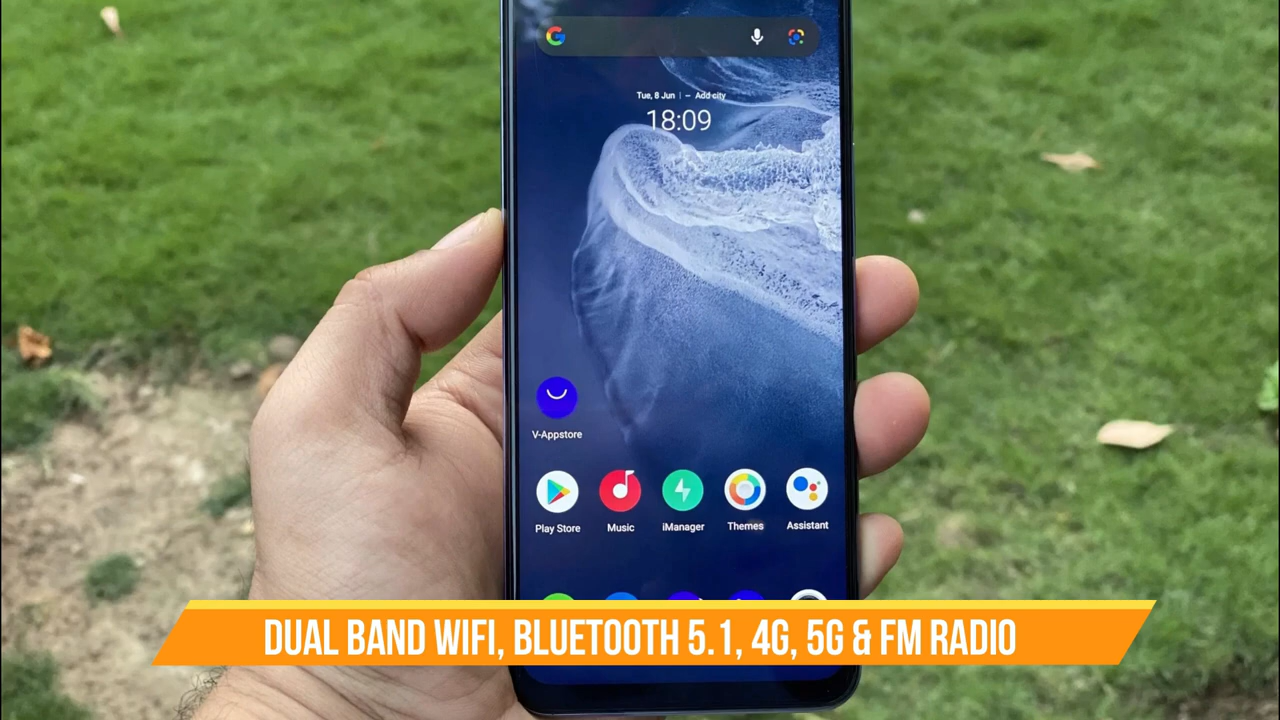 Tue, 8 Jun | – Add city
18:09
V-Appstore
Play Store Music iManager Themes Assistant
DUAL BAND WIFI, BLUETOOTH 5.1, 4G, 5G & FM RADIO